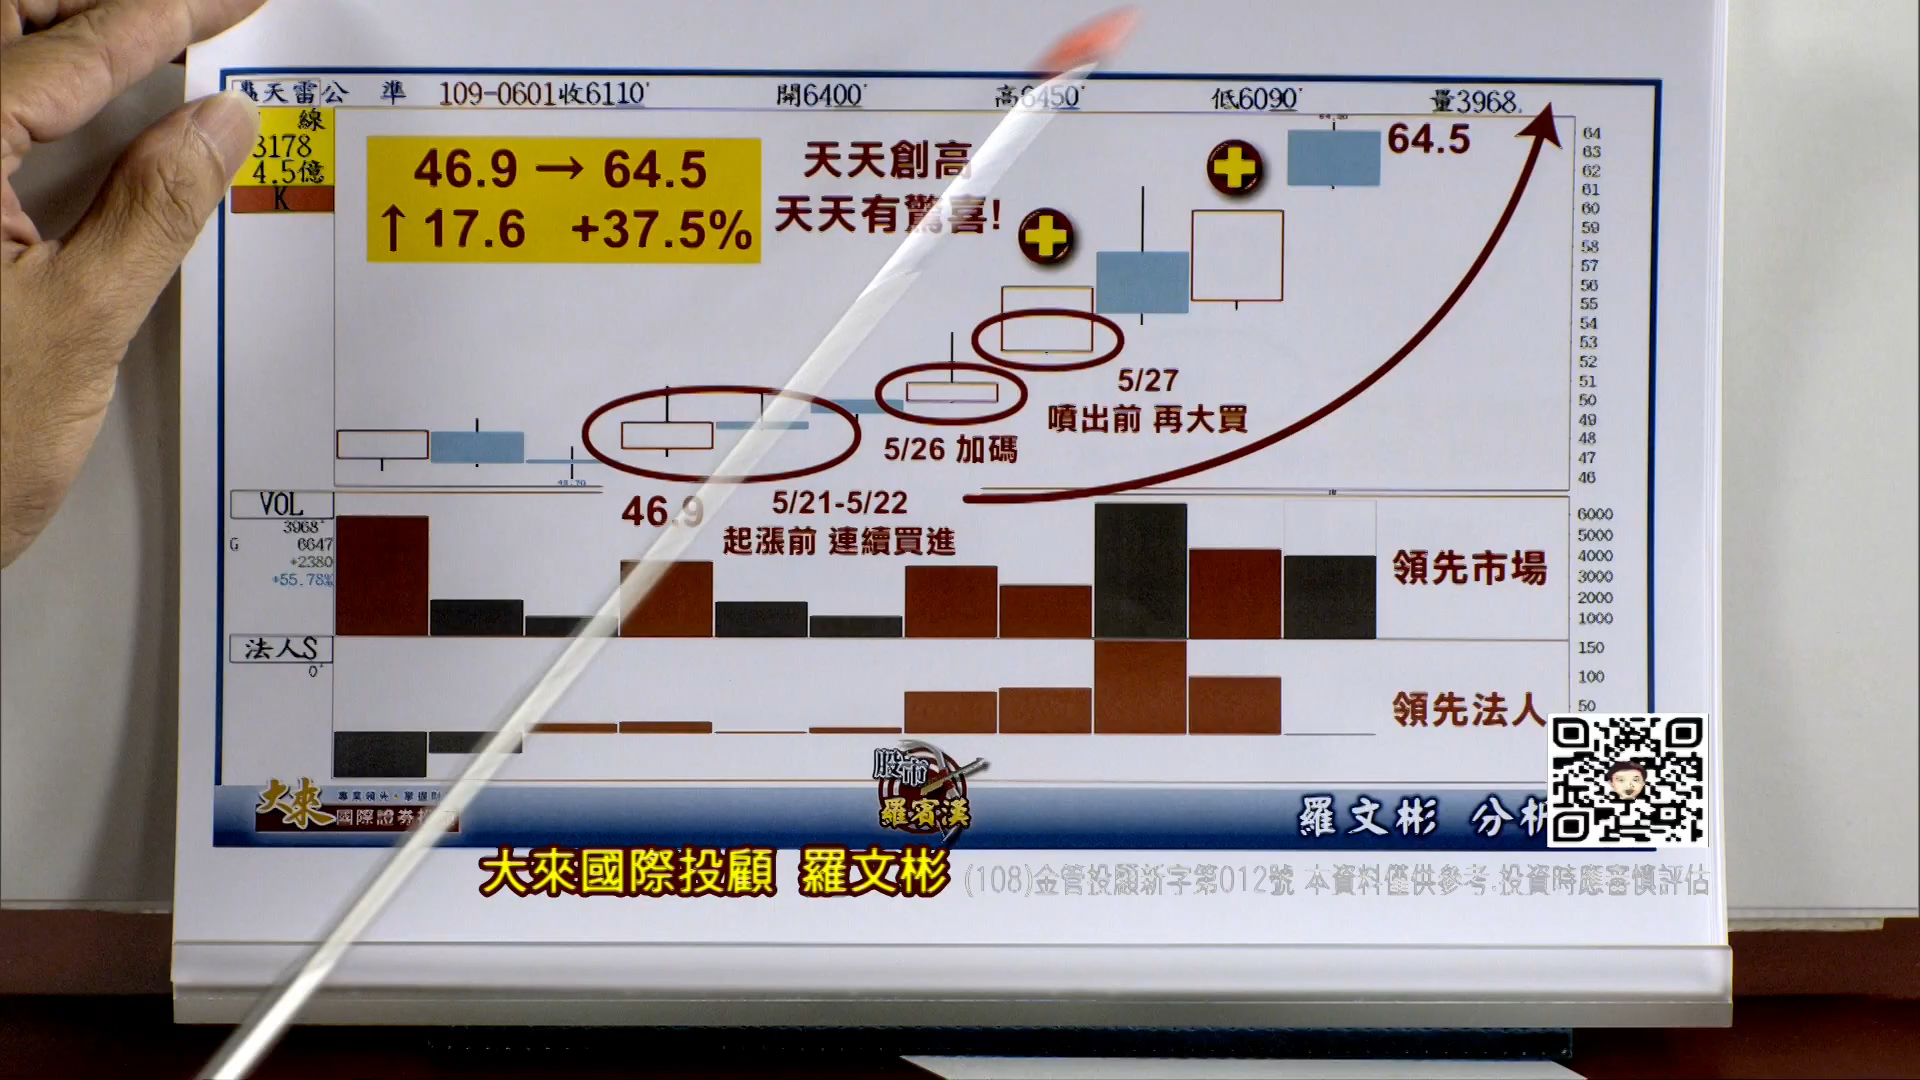 天雷公 準 109-0601收6110 開6400 高6450 低6090 量3968
線
3178
4.5億
K
46.9 → 64.5
↑17.6 +37.5%
天天創高
天天有驚喜!
64.5
64
63
62
61
60
59
58
57
56
55
54
53
52
51
50
49
48
47
46
5/27
噴出前 再大買
5/26 加碼
46.9
5/21-5/22
起漲前 連續買進
VOL
3968
G 6647
+2380
+55.78%
6000
5000
4000
3000
2000
1000
領先市場
法人S
0
150
100
50
領先法人
大來
專業領先
國際證券投
股市
羅賓漢
羅文彬 分析
大來國際投顧 羅文彬
(108)金管投顧新字第012號 本資料僅供參考.投資時應審慎評估